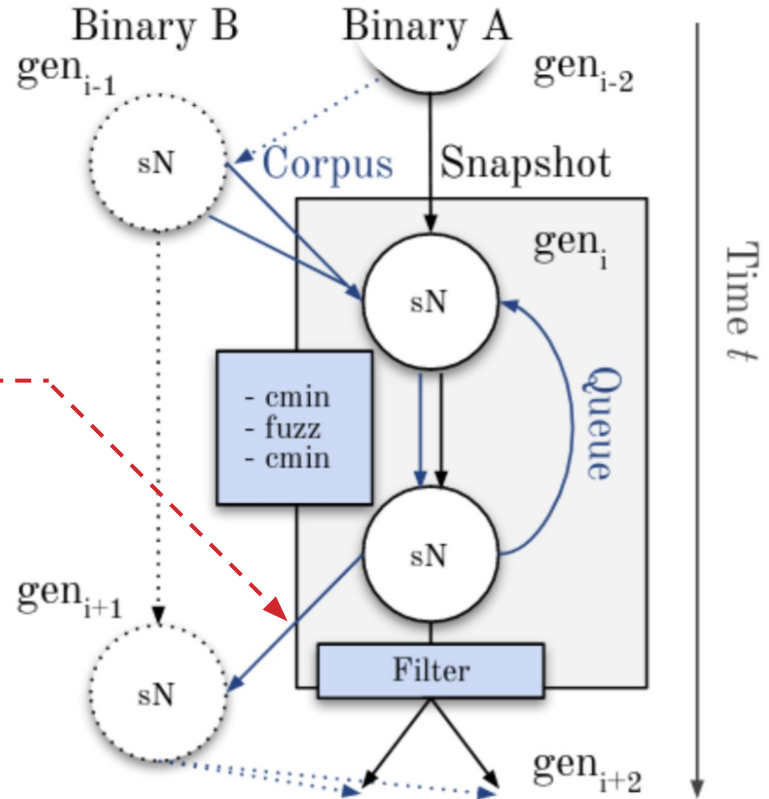 Binary B
Binary A
gen_{i-1}
gen_{i-2}
sN
Corpus
Snapshot
gen_i
sN
Time t
Queue
- cmin
- fuzz
- cmin
sN
gen_{i+1}
sN
Filter
gen_{i+2}